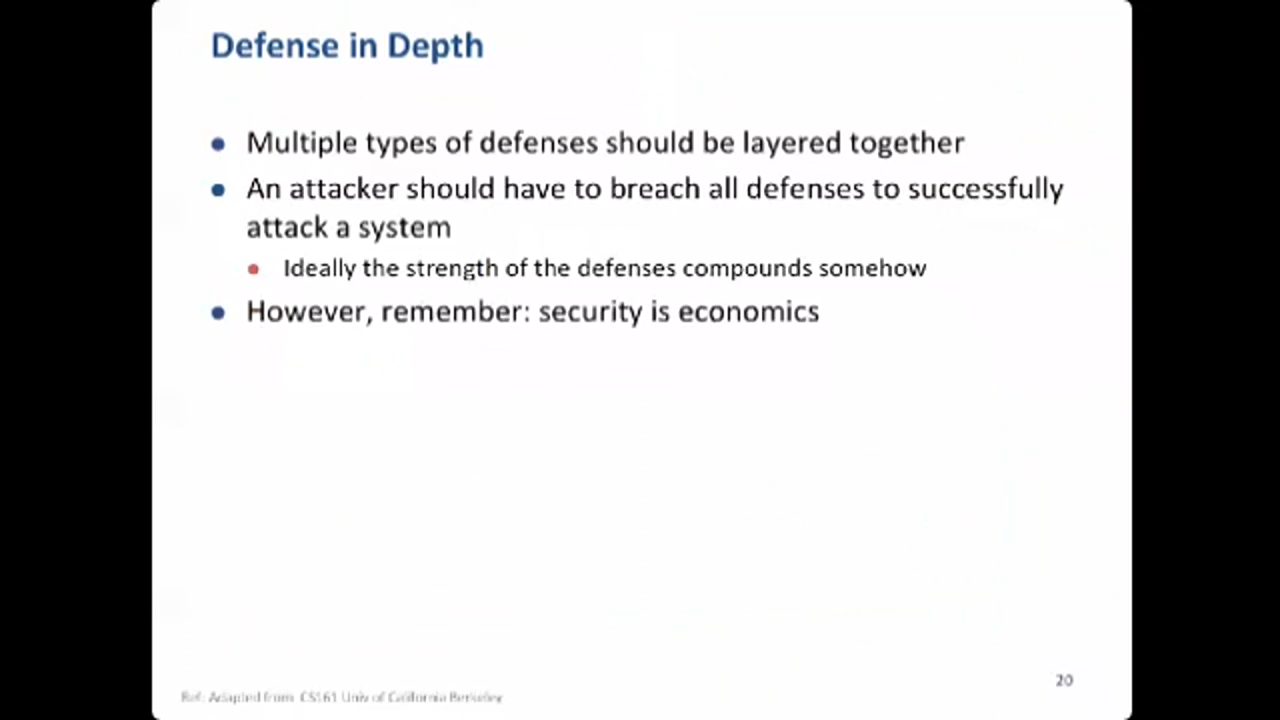 Defense in Depth
• Multiple types of defenses should be layered together
• An attacker should have to breach all defenses to successfully
attack a system
• Ideally the strength of the defenses compounds somehow
• However, remember: security is economics
20
Ref: Adapted from: CS161 Univ of California Berkeley